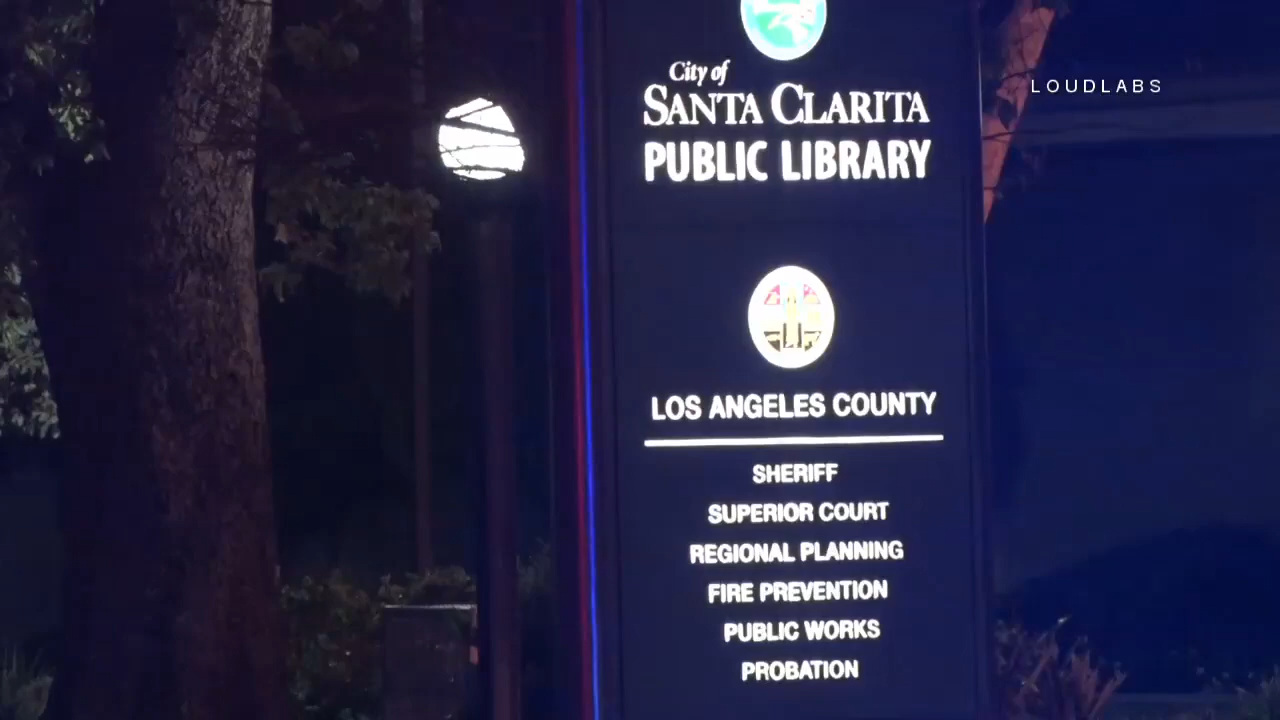 City of
SANTA CLARITA
PUBLIC LIBRARY
LOUDLABS
LOS ANGELES COUNTY
SHERIFF
SUPERIOR COURT
REGIONAL PLANNING
FIRE PREVENTION
PUBLIC WORKS
PROBATION